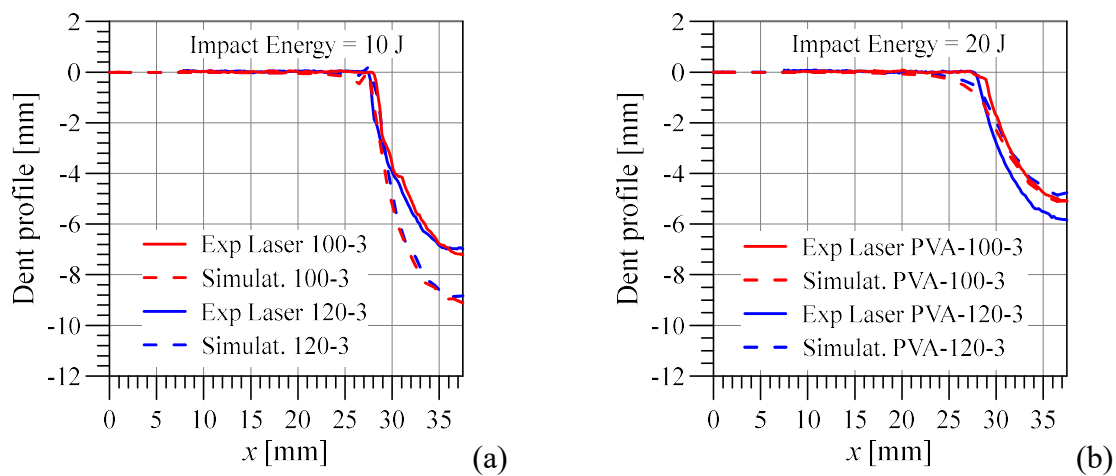 2
0
-2
-4
-6
-8
-10
-12
Dent profile [mm]
Impact Energy = 10 J
Exp Laser 100-3
Simulat. 100-3
Exp Laser 120-3
Simulat. 120-3
0 5 10 15 20 25 30 35
x [mm]
(a)
2
0
-2
-4
-6
-8
-10
-12
Dent profile [mm]
Impact Energy = 20 J
Exp Laser PVA-100-3
Simulat. PVA-100-3
Exp Laser PVA-120-3
Simulat. PVA-120-3
0 5 10 15 20 25 30 35
x [mm]
(b)